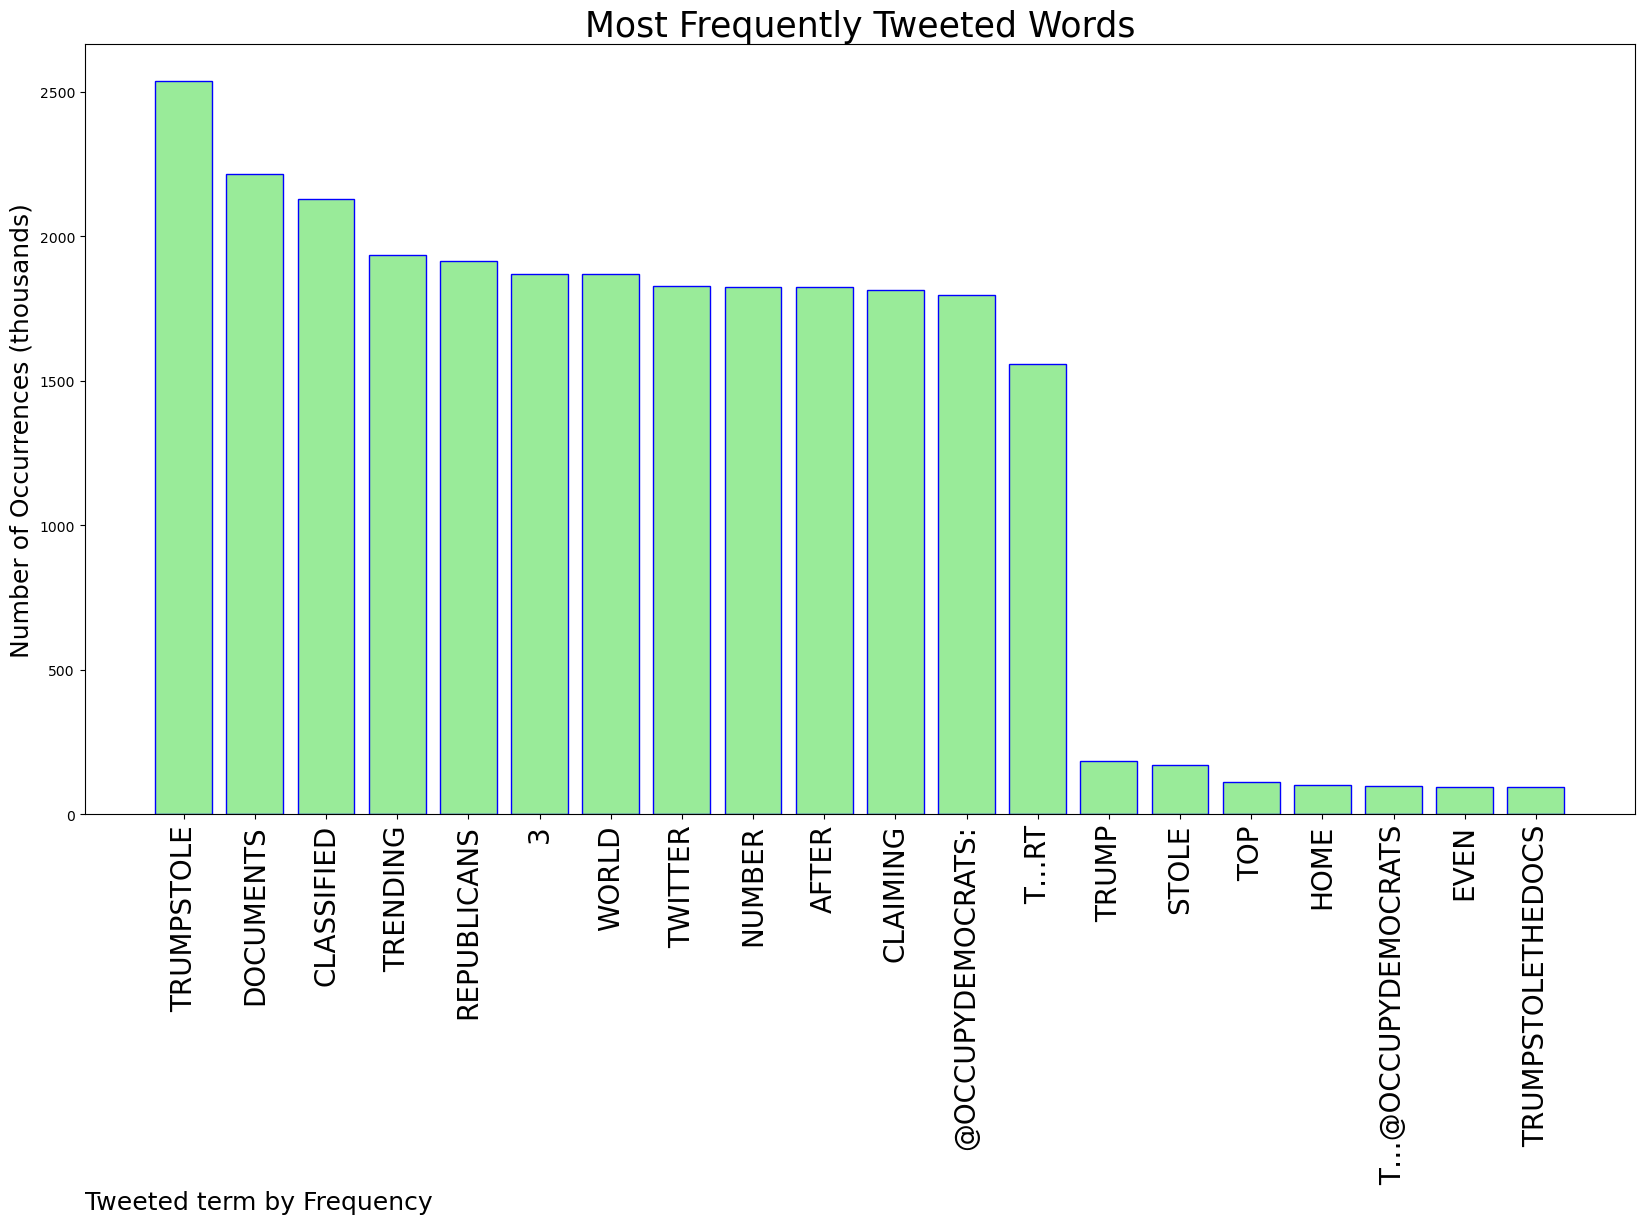 Most Frequently Tweeted Words
Number of Occurrences (thousands)
2500
2000
1500
1000
500
0
TRUMPSTOLE
DOCUMENTS
CLASSIFIED
TRENDING
REPUBLICANS
3
WORLD
TWITTER
NUMBER
AFTER
CLAIMING
@OCCUPYDEMOCRATS:
T…RT
TRUMP
STOLE
TOP
HOME
T…@OCCUPYDEMOCRATS
EVEN
TRUMPSTOLETHEDOCS
Tweeted term by Frequency